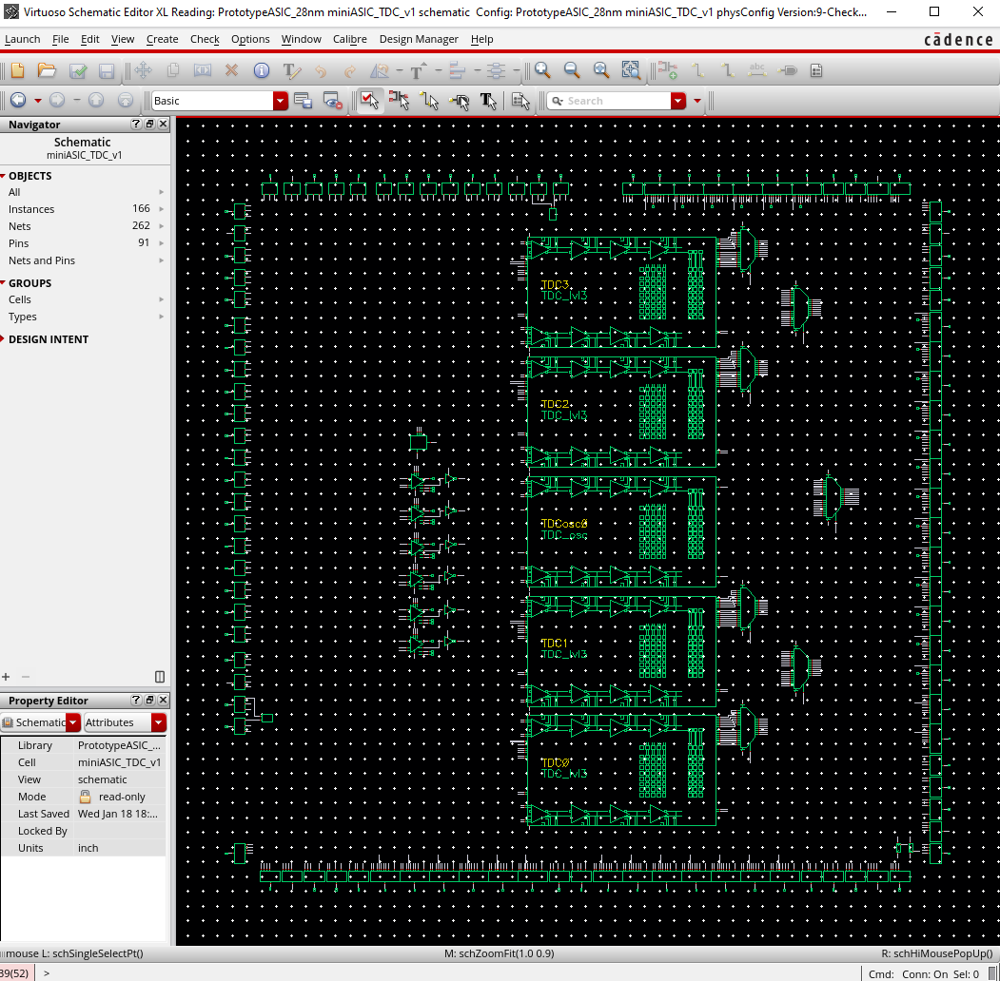 Virtuoso Schematic Editor XL Reading: PrototypeASIC_28nm miniASIC_TDC_v1 schematic Config: PrototypeASIC_28nm miniASIC_TDC_v1 physConfig Version:9-Check...
Launch File Edit View Create Check Options Window Calibre Design Manager Help
cādence
abc
Basic
Search
Navigator
Schematic
miniASIC_TDC_v1
OBJECTS
All
Instances 166
Nets 262
Pins 91
Nets and Pins
GROUPS
Cells
Types
DESIGN INTENT
TDC3
TDC_lvl3
TDC2
TDC_lvl3
TDCosc0
TDC_osc
TDC1
TDC_lvl3
TDC0
TDC_lvl3
Property Editor
Schematic Attributes
Library PrototypeASIC_...
Cell miniASIC_TDC_v1
View schematic
Mode read-only
Last Saved Wed Jan 18 18:...
Locked By
Units inch
mouse L: schSingleSelectPt() M: schZoomFit(1.0 0.9) R: schHiMousePopUp()
39(52) > Cmd: Conn: On Sel: 0